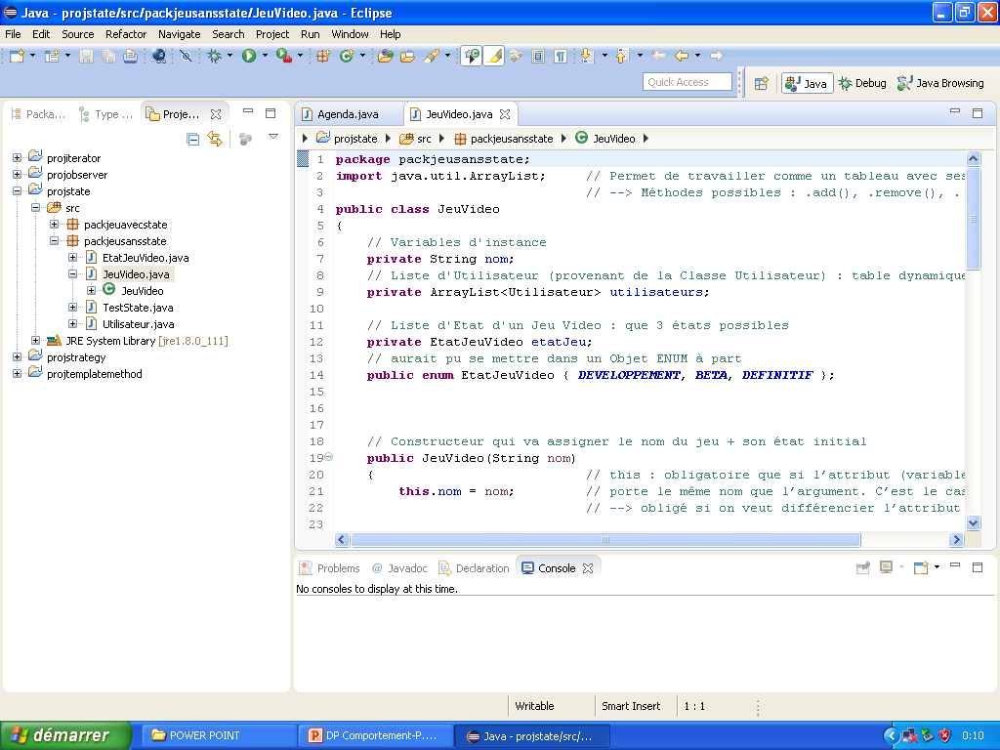 Java - projstate/src/packjeusansstate/JeuVideo.java - Eclipse
File Edit Source Refactor Navigate Search Project Run Window Help
Quick Access
Java Debug Java Browsing
Packa... Type ... Proje...
projiterator
projobserver
projstate
src
packjeuavecstate
packjeusansstate
EtatJeuVideo.java
JeuVideo.java
JeuVideo
TestState.java
Utilisateur.java
JRE System Library [jre1.8.0_111]
projstrategy
projtemplatemethod
Agenda.java JeuVideo.java
projstate src packjeusansstate JeuVideo
1 package packjeusansstate;
2 import java.util.ArrayList; // Permet de travailler comme un tableau avec ses
3 // --> Méthodes possibles : .add(), .remove(), .
4 public class JeuVideo
5 {
6 // Variables d'instance
7 private String nom;
8 // Liste d'Utilisateur (provenant de la Classe Utilisateur) : table dynamique
9 private ArrayList<Utilisateur> utilisateurs;
10
11 // Liste d'Etat d'un Jeu Video : que 3 états possibles
12 private EtatJeuVideo etatJeu;
13 // aurait pu se mettre dans un Objet ENUM à part
14 public enum EtatJeuVideo { DEVELOPPEMENT, BETA, DEFINITIF };
15
16
17
18 // Constructeur qui va assigner le nom du jeu + son état initial
19 public JeuVideo(String nom)
20 { // this : obligatoire que si l’attribut (variable
21 this.nom = nom; // porte le même nom que l’argument. C’est le cas
22 // --> obligé si on veut différencier l’attribut
23
Problems Javadoc Declaration Console
No consoles to display at this time.
Writable Smart Insert 1 : 1
démarrer POWER POINT DP Comportement-P.... Java - projstate/src/... 0:10